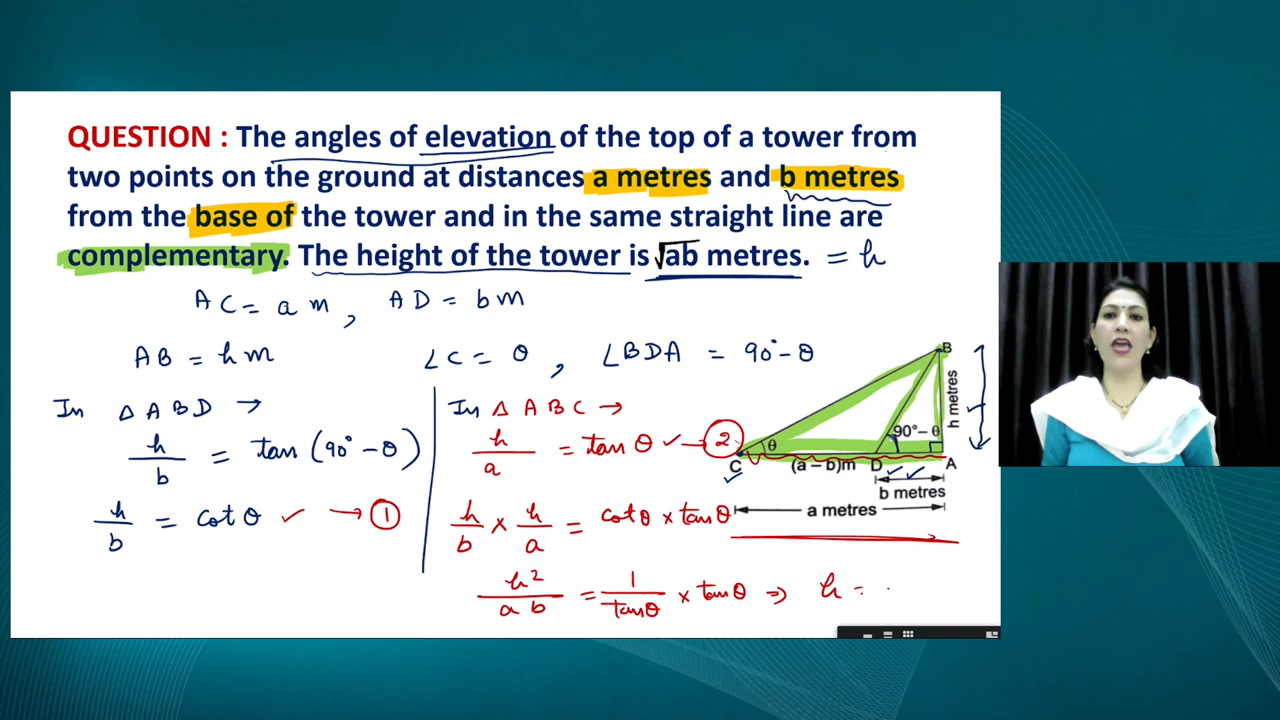 QUESTION : The angles of elevation of the top of a tower from
two points on the ground at distances a metres and b metres
from the base of the tower and in the same straight line are
complementary. The height of the tower is √ab metres. = h
AC = a m , AD = b m
AB = h m
∠C = θ , ∠BDA = 90° - θ
In △ ABD →
h/b = tan (90° - θ)
h/b = cot θ ✓ → ①
In △ ABC →
h/a = tan θ ✓ → ②
h/b × h/a = cot θ × tan θ
h²/ab = 1/tan θ × tan θ ⇒ h =
B
h metres
θ
90° – θ
C
(a – b)m
D
A
b metres
a metres